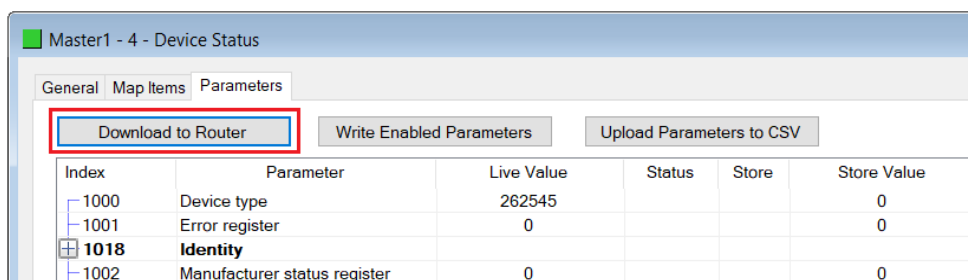 Master1 - 4 - Device Status
General Map Items Parameters
Download to Router Write Enabled Parameters Upload Parameters to CSV
Index Parameter Live Value Status Store Store Value
1000 Device type 262545 0
1001 Error register 0 0
1018 Identity
1002 Manufacturer status register 0 0